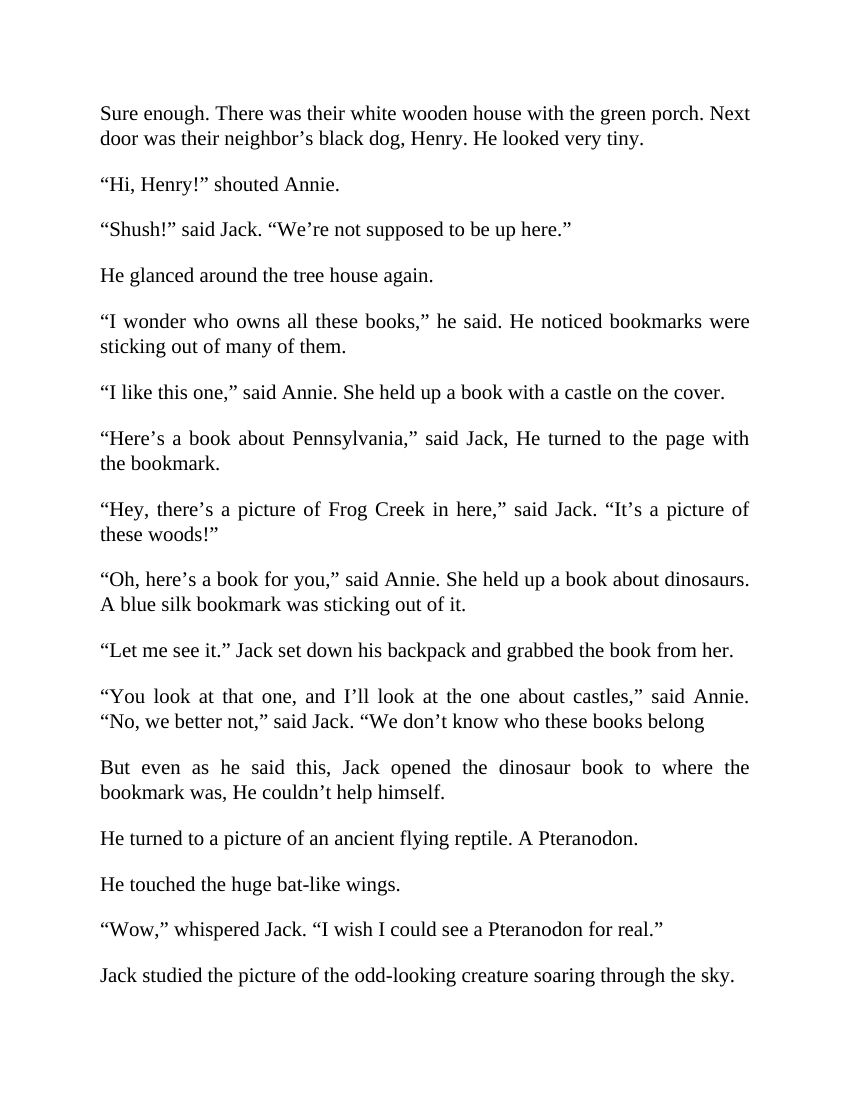 Sure enough. There was their white wooden house with the green porch. Next
door was their neighbor’s black dog, Henry. He looked very tiny.
“Hi, Henry!” shouted Annie.
“Shush!” said Jack. “We’re not supposed to be up here.”
He glanced around the tree house again.
“I wonder who owns all these books,” he said. He noticed bookmarks were
sticking out of many of them.
“I like this one,” said Annie. She held up a book with a castle on the cover.
“Here’s a book about Pennsylvania,” said Jack, He turned to the page with
the bookmark.
“Hey, there’s a picture of Frog Creek in here,” said Jack. “It’s a picture of
these woods!”
“Oh, here’s a book for you,” said Annie. She held up a book about dinosaurs.
A blue silk bookmark was sticking out of it.
“Let me see it.” Jack set down his backpack and grabbed the book from her.
“You look at that one, and I’ll look at the one about castles,” said Annie.
“No, we better not,” said Jack. “We don’t know who these books belong
But even as he said this, Jack opened the dinosaur book to where the
bookmark was, He couldn’t help himself.
He turned to a picture of an ancient flying reptile. A Pteranodon.
He touched the huge bat-like wings.
“Wow,” whispered Jack. “I wish I could see a Pteranodon for real.”
Jack studied the picture of the odd-looking creature soaring through the sky.